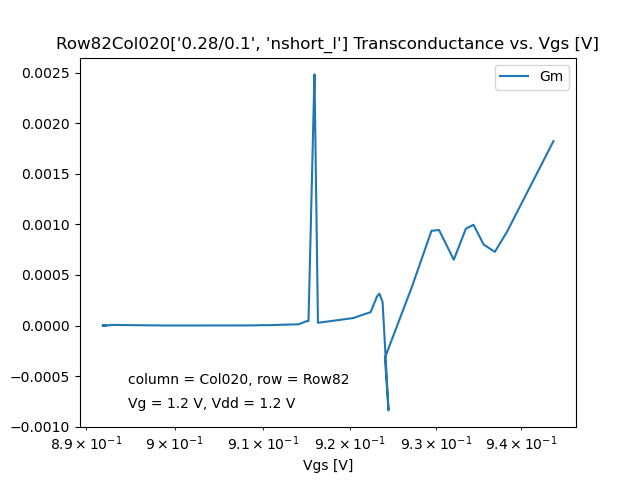 Row82Col020['0.28/0.1', 'nshort_l'] Transconductance vs. Vgs [V]
Gm
0.0025
0.0020
0.0015
0.0010
0.0005
0.0000
−0.0005
−0.0010
column = Col020, row = Row82
Vg = 1.2 V, Vdd = 1.2 V
8.9 × 10⁻¹ 9 × 10⁻¹ 9.1 × 10⁻¹ 9.2 × 10⁻¹ 9.3 × 10⁻¹ 9.4 × 10⁻¹
Vgs [V]